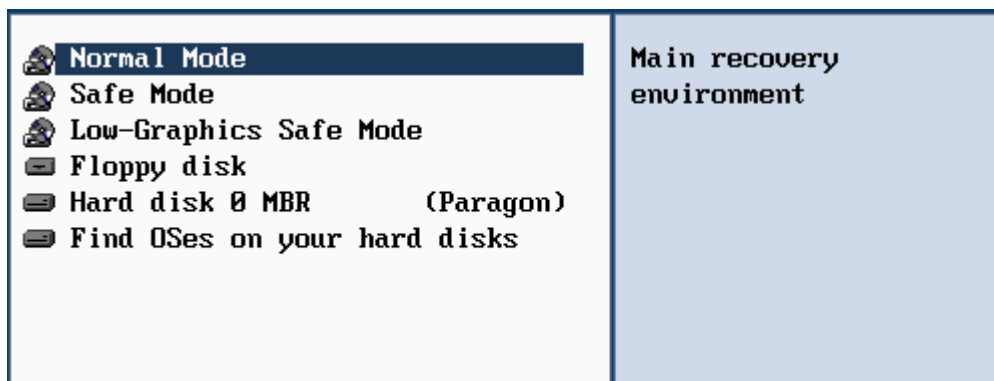 Normal Mode
Safe Mode
Low-Graphics Safe Mode
Floppy disk
Hard disk 0 MBR (Paragon)
Find OSes on your hard disks
Main recovery
environment